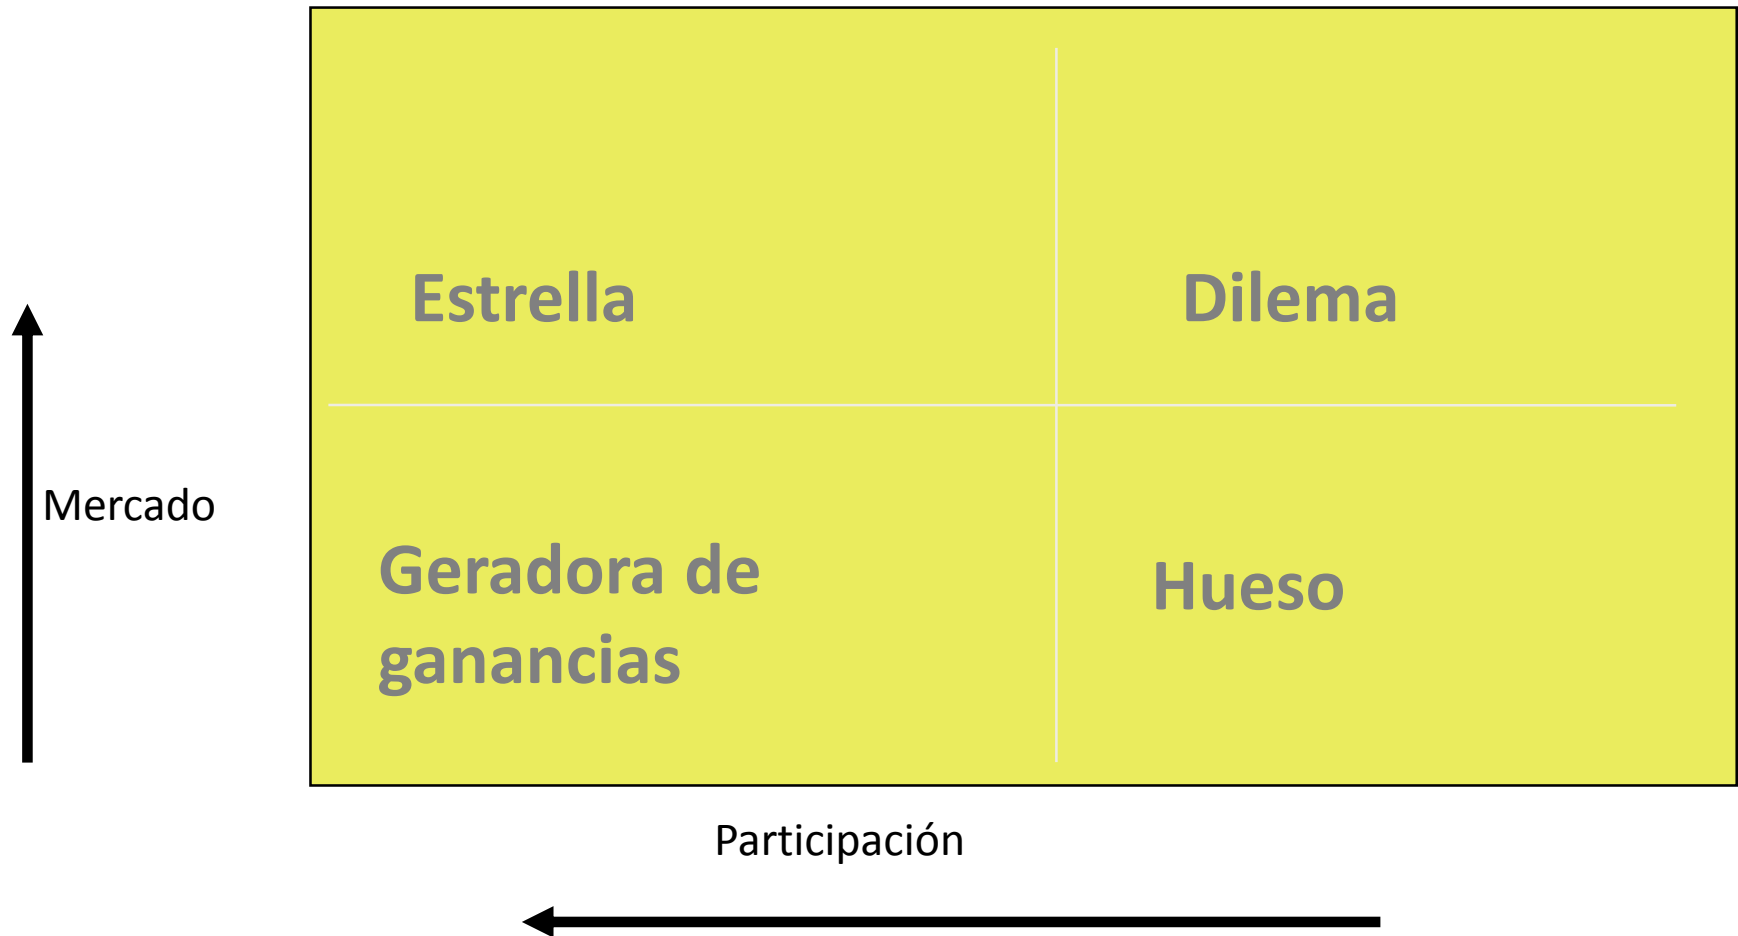 Estrella
Dilema
Mercado
Geradora de
ganancias
Hueso
Participación